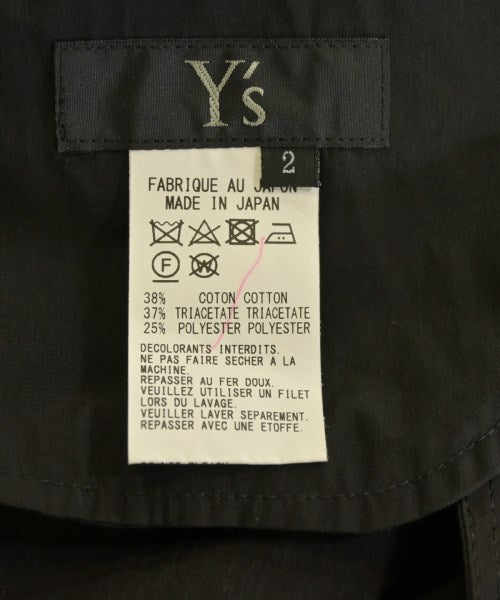 Y's
2
FABRIQUE AU JAPON
MADE IN JAPAN
F
W
38% COTON COTTON
37% TRIACETATE TRIACETATE
25% POLYESTER POLYESTER
DECOLORANTS INTERDITS.
NE PAS FAIRE SECHER A LA
MACHINE.
REPASSER AU FER DOUX.
VEUILLEZ UTILISER UN FILET
LORS DU LAVAGE.
VEUILLER LAVER SEPAREMENT.
REPASSER AVEC UNE ETOFFE.